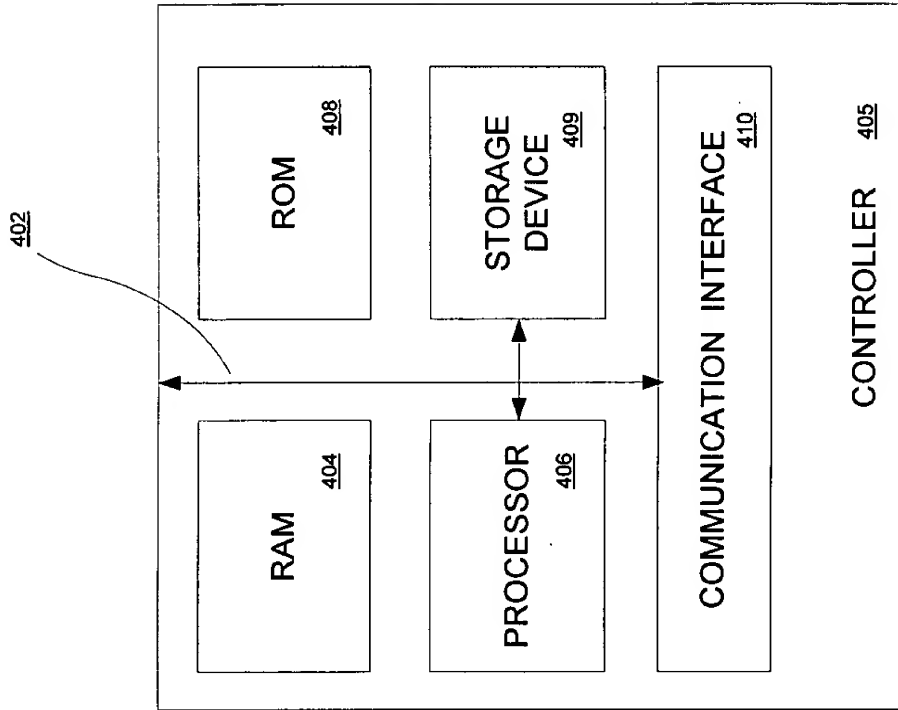 402
RAM
404
ROM
408
PROCESSOR
406
STORAGE
DEVICE
409
COMMUNICATION INTERFACE
410
CONTROLLER
405